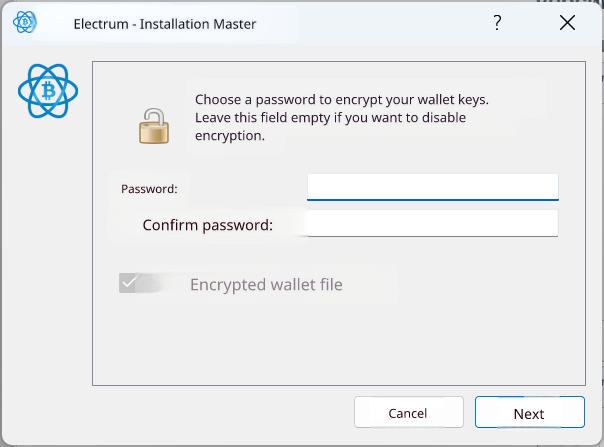 Electrum - Installation Master
?
Choose a password to encrypt your wallet keys.
Leave this field empty if you want to disable
encryption.
Password:
Confirm password:
Encrypted wallet file
Cancel
Next